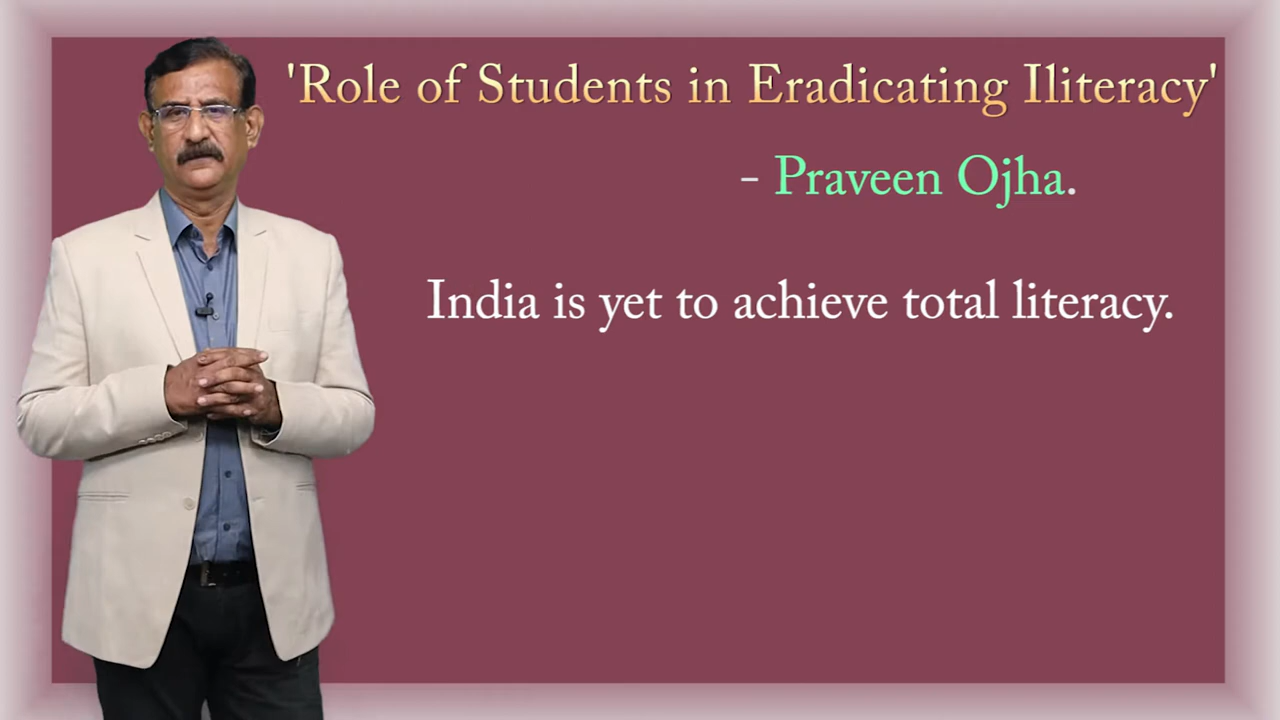 'Role of Students in Eradicating Iliteracy'
- Praveen Ojha.
India is yet to achieve total literacy.